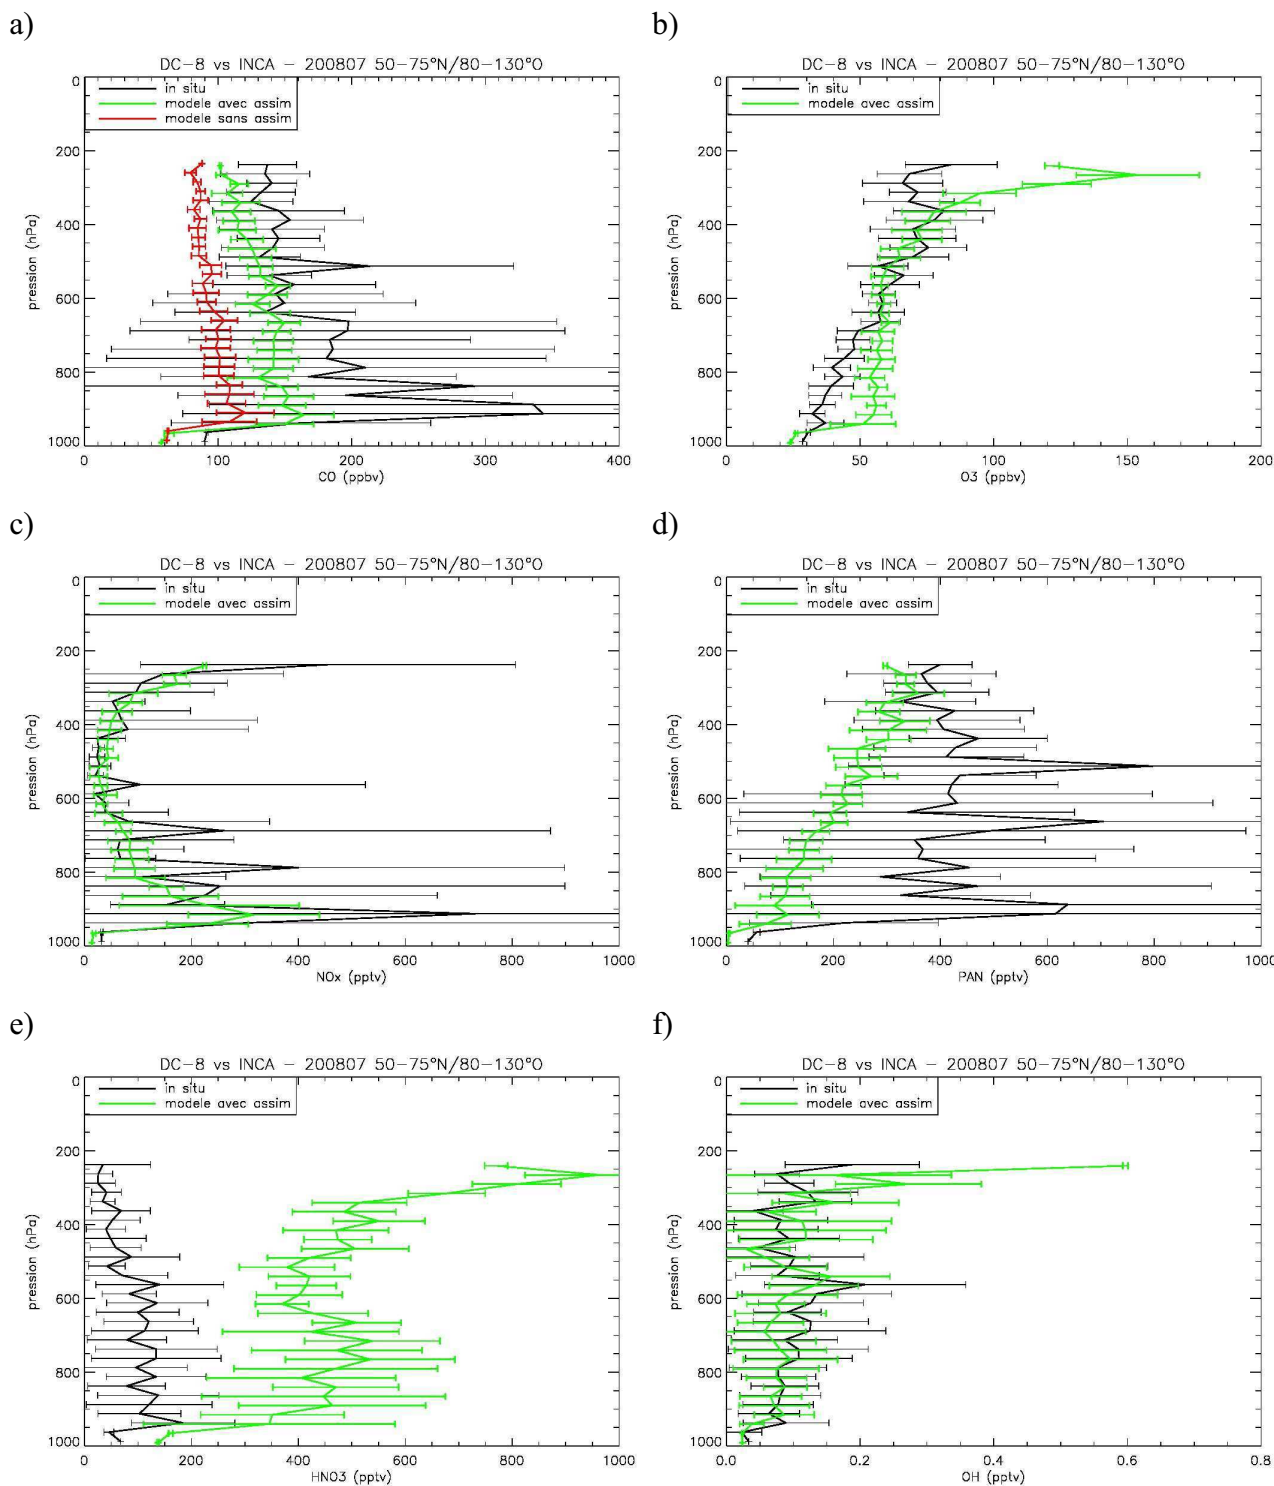 a)
b)
DC-8 vs INCA - 200807 50-75°N/80-130°O
in situ
modele avec assim
modele sans assim
0
200
400
600
800
1000
pression (hPa)
0
100
200
300
400
CO (ppbv)
DC-8 vs INCA - 200807 50-75°N/80-130°O
in situ
modele avec assim
0
200
400
600
800
1000
pression (hPa)
0
50
100
150
200
O3 (ppbv)
c)
d)
DC-8 vs INCA - 200807 50-75°N/80-130°O
in situ
modele avec assim
0
200
400
600
800
1000
pression (hPa)
0
200
400
600
800
1000
NOx (pptv)
DC-8 vs INCA - 200807 50-75°N/80-130°O
in situ
modele avec assim
0
200
400
600
800
1000
pression (hPa)
0
200
400
600
800
1000
PAN (pptv)
e)
f)
DC-8 vs INCA - 200807 50-75°N/80-130°O
in situ
modele avec assim
0
200
400
600
800
1000
pression (hPa)
0
200
400
600
800
1000
HNO3 (pptv)
DC-8 vs INCA - 200807 50-75°N/80-130°O
in situ
modele avec assim
0
200
400
600
800
1000
pression (hPa)
0.0
0.2
0.4
0.6
0.8
OH (pptv)